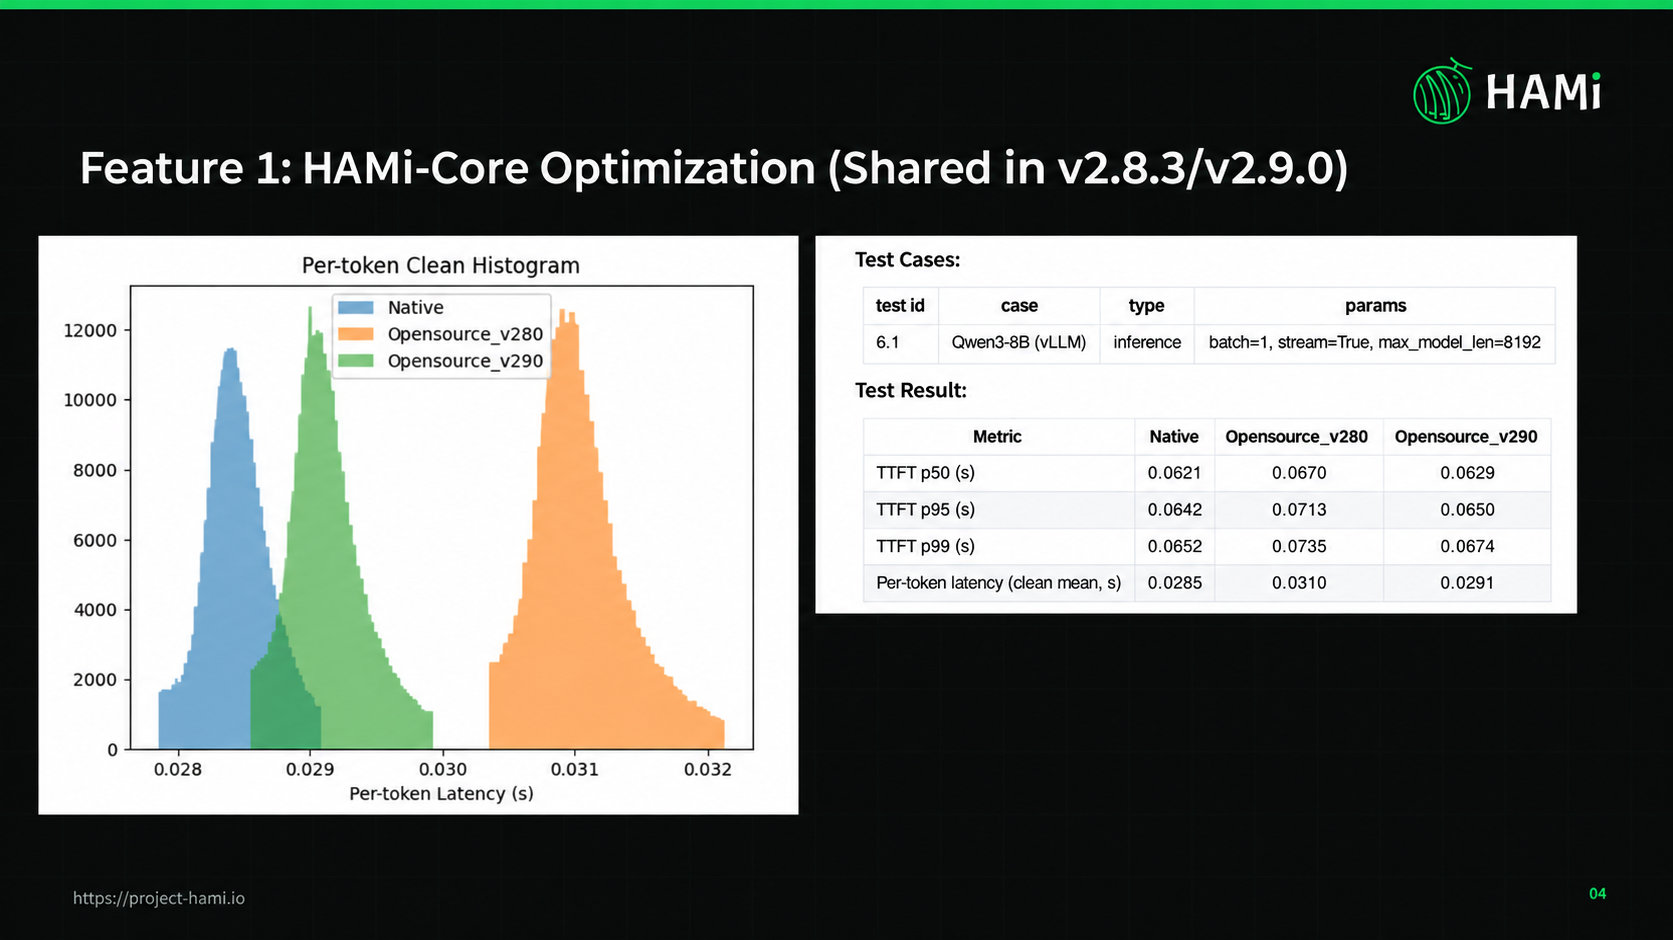 HAMi
Feature 1: HAMi-Core Optimization (Shared in v2.8.3/v2.9.0)
Per-token Clean Histogram
Native
Opensource_v280
Opensource_v290
12000
10000
8000
6000
4000
2000
0
0.028 0.029 0.030 0.031 0.032
Per-token Latency (s)
Test Cases:
test id case type params
6.1 Qwen3-8B (vLLM) inference batch=1, stream=True, max_model_len=8192
Test Result:
Metric Native Opensource_v280 Opensource_v290
TTFT p50 (s) 0.0621 0.0670 0.0629
TTFT p95 (s) 0.0642 0.0713 0.0650
TTFT p99 (s) 0.0652 0.0735 0.0674
Per-token latency (clean mean, s) 0.0285 0.0310 0.0291
https://project-hami.io
04